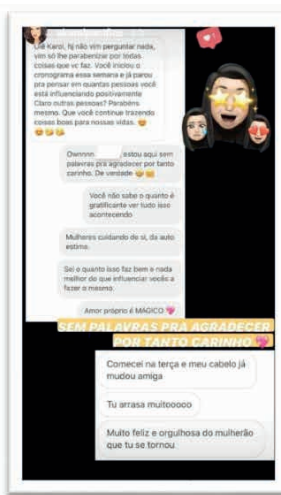 Olá Karol, hj não vim perguntar nada,
vim só lhe parabenizar por todas
coisas que vc faz. Você iniciou o
cronograma essa semana e já parou
pra pensar em quantas pessoas você
está influenciando positivamente
Claro outras pessoas? Parabéns
mesmo. Que você continue trazendo
coisas boas para nossas vidas.
Ownnnn , estou aqui sem
palavras pra agradecer por tanto
carinho. De verdade
Você não sabe o quanto é
gratificante ver tudo isso
acontecendo
Mulheres cuidando de si, da auto
estima.
Sei o quanto isso faz bem e nada
melhor do que influenciar vocês a
fazer o mesmo.
Amor próprio é MÁGICO
SEM PALAVRAS PRA AGRADECER
POR TANTO CARINHO
Comecei na terça e meu cabelo já
mudou amiga
Tu arrasa muitooooo
Muito feliz e orgulhosa do mulherão
que tu se tornou